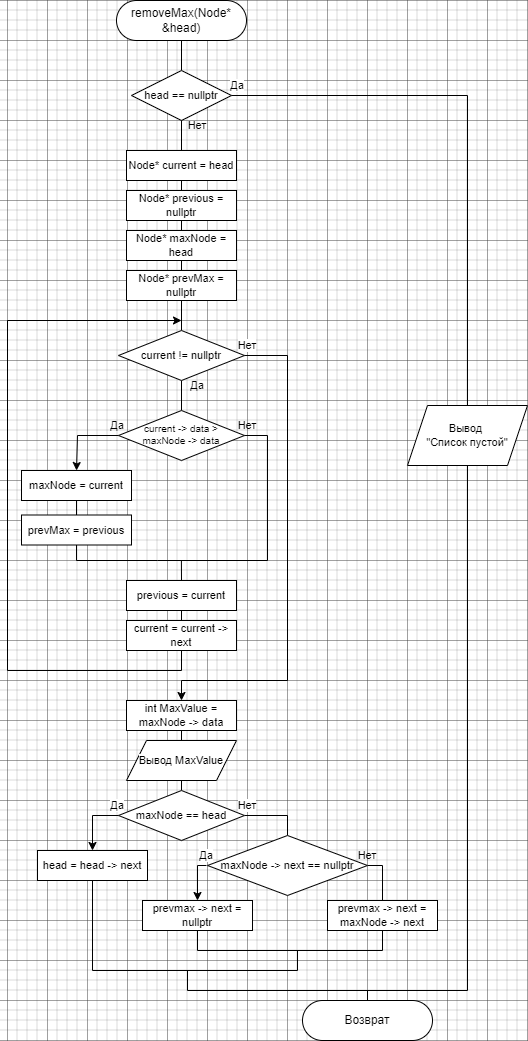 removeMax(Node*
&head)
Да
head == nullptr
Нет
Node* current = head
Node* previous =
nullptr
Node* maxNode =
head
Node* prevMax =
nullptr
Нет
current != nullptr
Да
Да
current -> data >
maxNode -> data
Нет
Вывод
"Список пустой"
maxNode = current
prevMax = previous
previous = current
current = current ->
next
int MaxValue =
maxNode -> data
Вывод MaxValue
Да
maxNode == head
Нет
head = head -> next
Да
maxNode -> next == nullptr
Нет
prevmax -> next =
nullptr
prevmax -> next =
maxNode -> next
Возврат